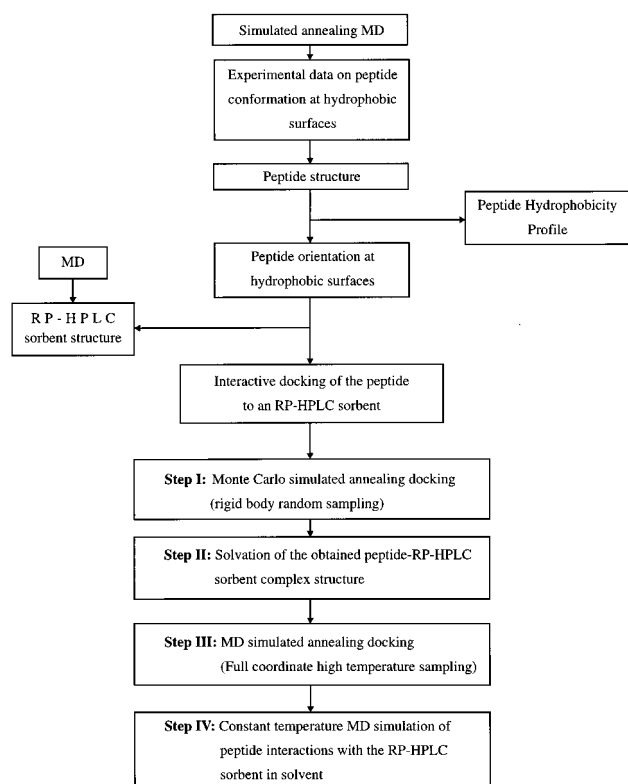 Simulated annealing MD
Experimental data on peptide
conformation at hydrophobic
surfaces
Peptide structure
Peptide Hydrophobicity
Profile
Peptide orientation at
hydrophobic surfaces
MD
RP-HPLC
sorbent structure
Interactive docking of the peptide
to an RP-HPLC sorbent
Step I: Monte Carlo simulated annealing docking
(rigid body random sampling)
Step II: Solvation of the obtained peptide-RP-HPLC
sorbent complex structure
Step III: MD simulated annealing docking
(Full coordinate high temperature sampling)
Step IV: Constant temperature MD simulation of
peptide interactions with the RP-HPLC
sorbent in solvent